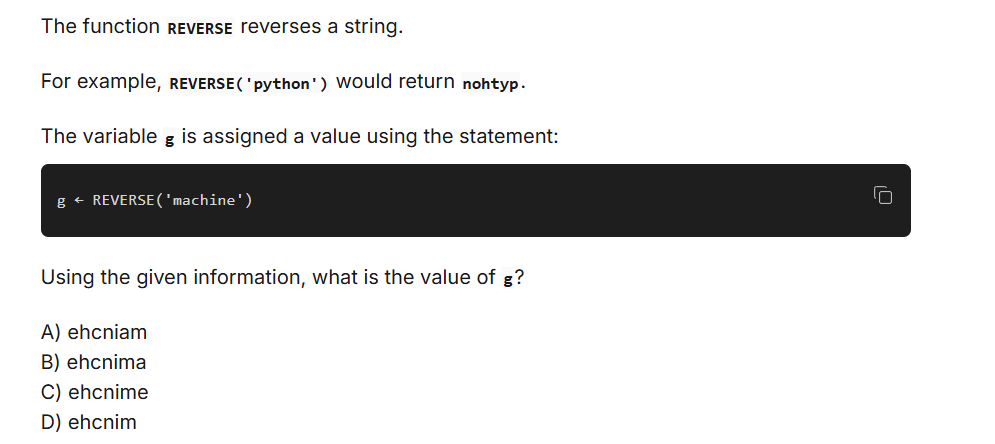 The function REVERSE reverses a string.
For example, REVERSE('python') would return nohtyp.
The variable g is assigned a value using the statement:
g ← REVERSE('machine')
Using the given information, what is the value of g?
A) ehcniam
B) ehcnima
C) ehcnime
D) ehcnim